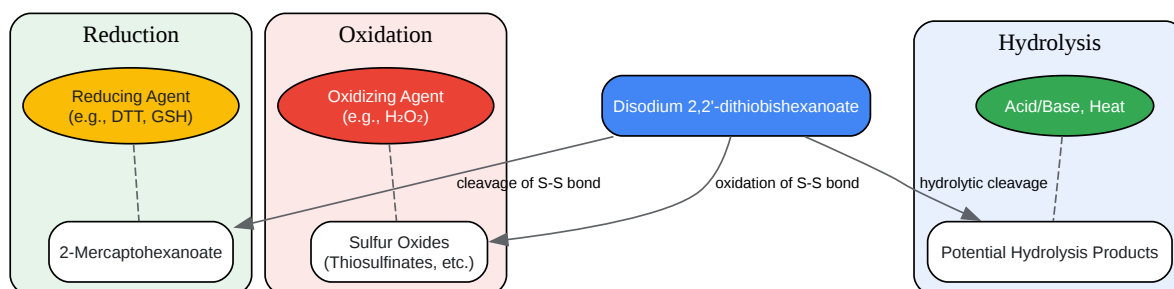 Reduction
Oxidation
Hydrolysis
Reducing Agent
(e.g., DTT, GSH)
Oxidizing Agent
(e.g., H₂O₂)
Disodium 2,2'-dithiobishexanoate
Acid/Base, Heat
cleavage of S-S bond
oxidation of S-S bond
hydrolytic cleavage
2-Mercaptohexanoate
Sulfur Oxides
(Thiosulfinates, etc.)
Potential Hydrolysis Products